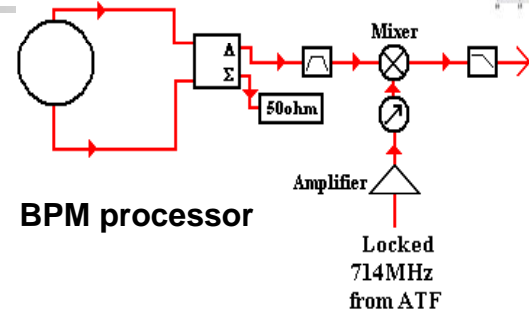 Mixer
Δ
Σ
50ohm
Amplifier
BPM processor
Locked
714MHz
from ATF